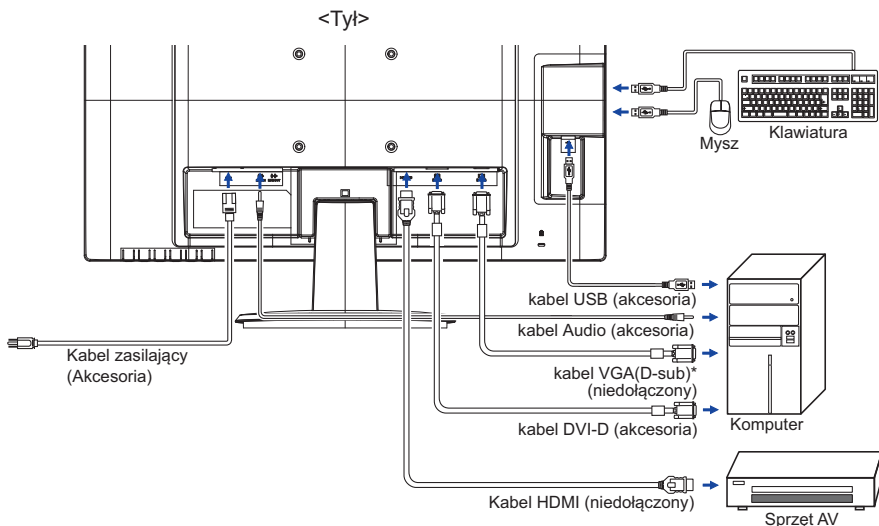 <Tył>
Mysz
Klawiatura
kabel USB (akcesoria)
kabel Audio (akcesoria)
Kabel zasilający
(Akcesoria)
kabel VGA(D-sub)*
(niedołączony)
kabel DVI-D (akcesoria)
Komputer
Kabel HDMI (niedołączony)
Sprzęt AV